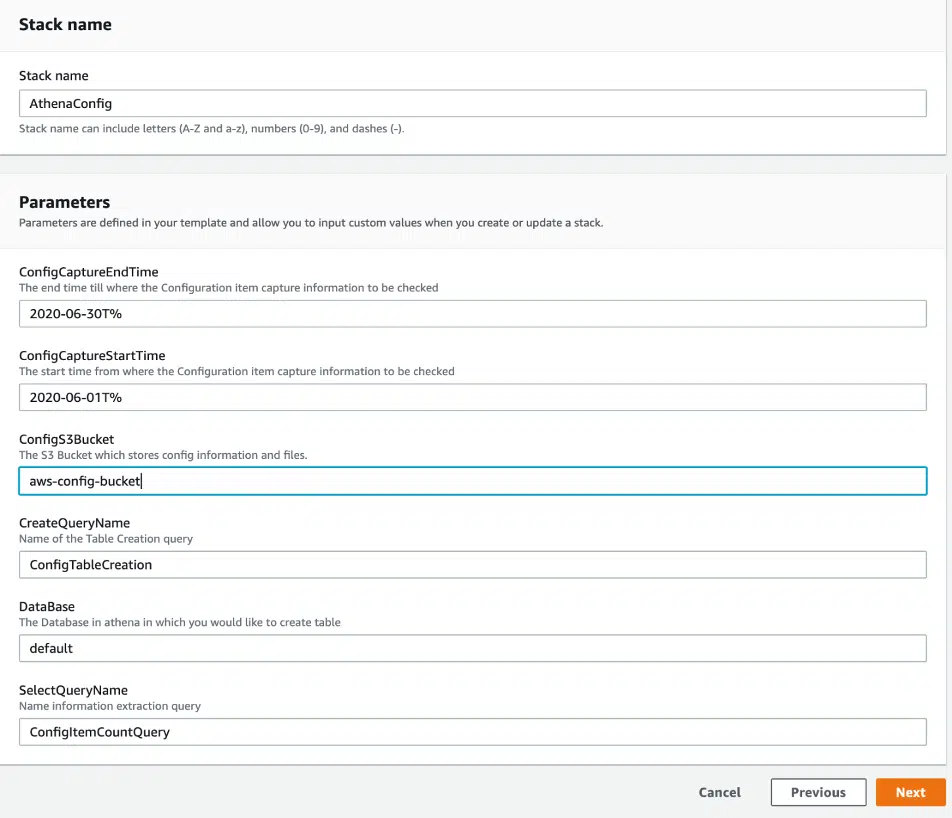 Stack name
Stack name
AthenaConfig
Stack name can include letters (A-Z and a-z), numbers (0-9), and dashes (-).
Parameters
Parameters are defined in your template and allow you to input custom values when you create or update a stack.
ConfigCaptureEndTime
The end time till where the Configuration item capture information to be checked
2020-06-30T%
ConfigCaptureStartTime
The start time from where the Configuration item capture information to be checked
2020-06-01T%
ConfigS3Bucket
The S3 Bucket which stores config information and files.
aws-config-bucket
CreateQueryName
Name of the Table Creation query
ConfigTableCreation
DataBase
The Database in athena in which you would like to create table
default
SelectQueryName
Name information extraction query
ConfigItemCountQuery
Cancel Previous Next